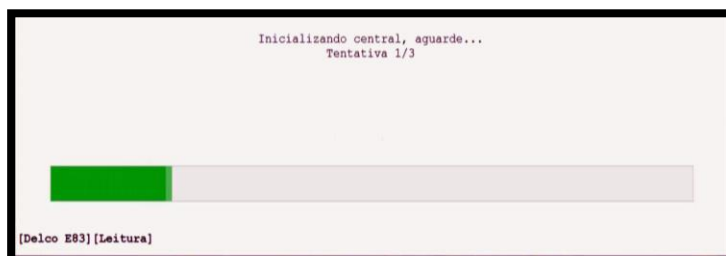 Inicializando central, aguarde...
Tentativa 1/3
[Delco E83][Leitura]